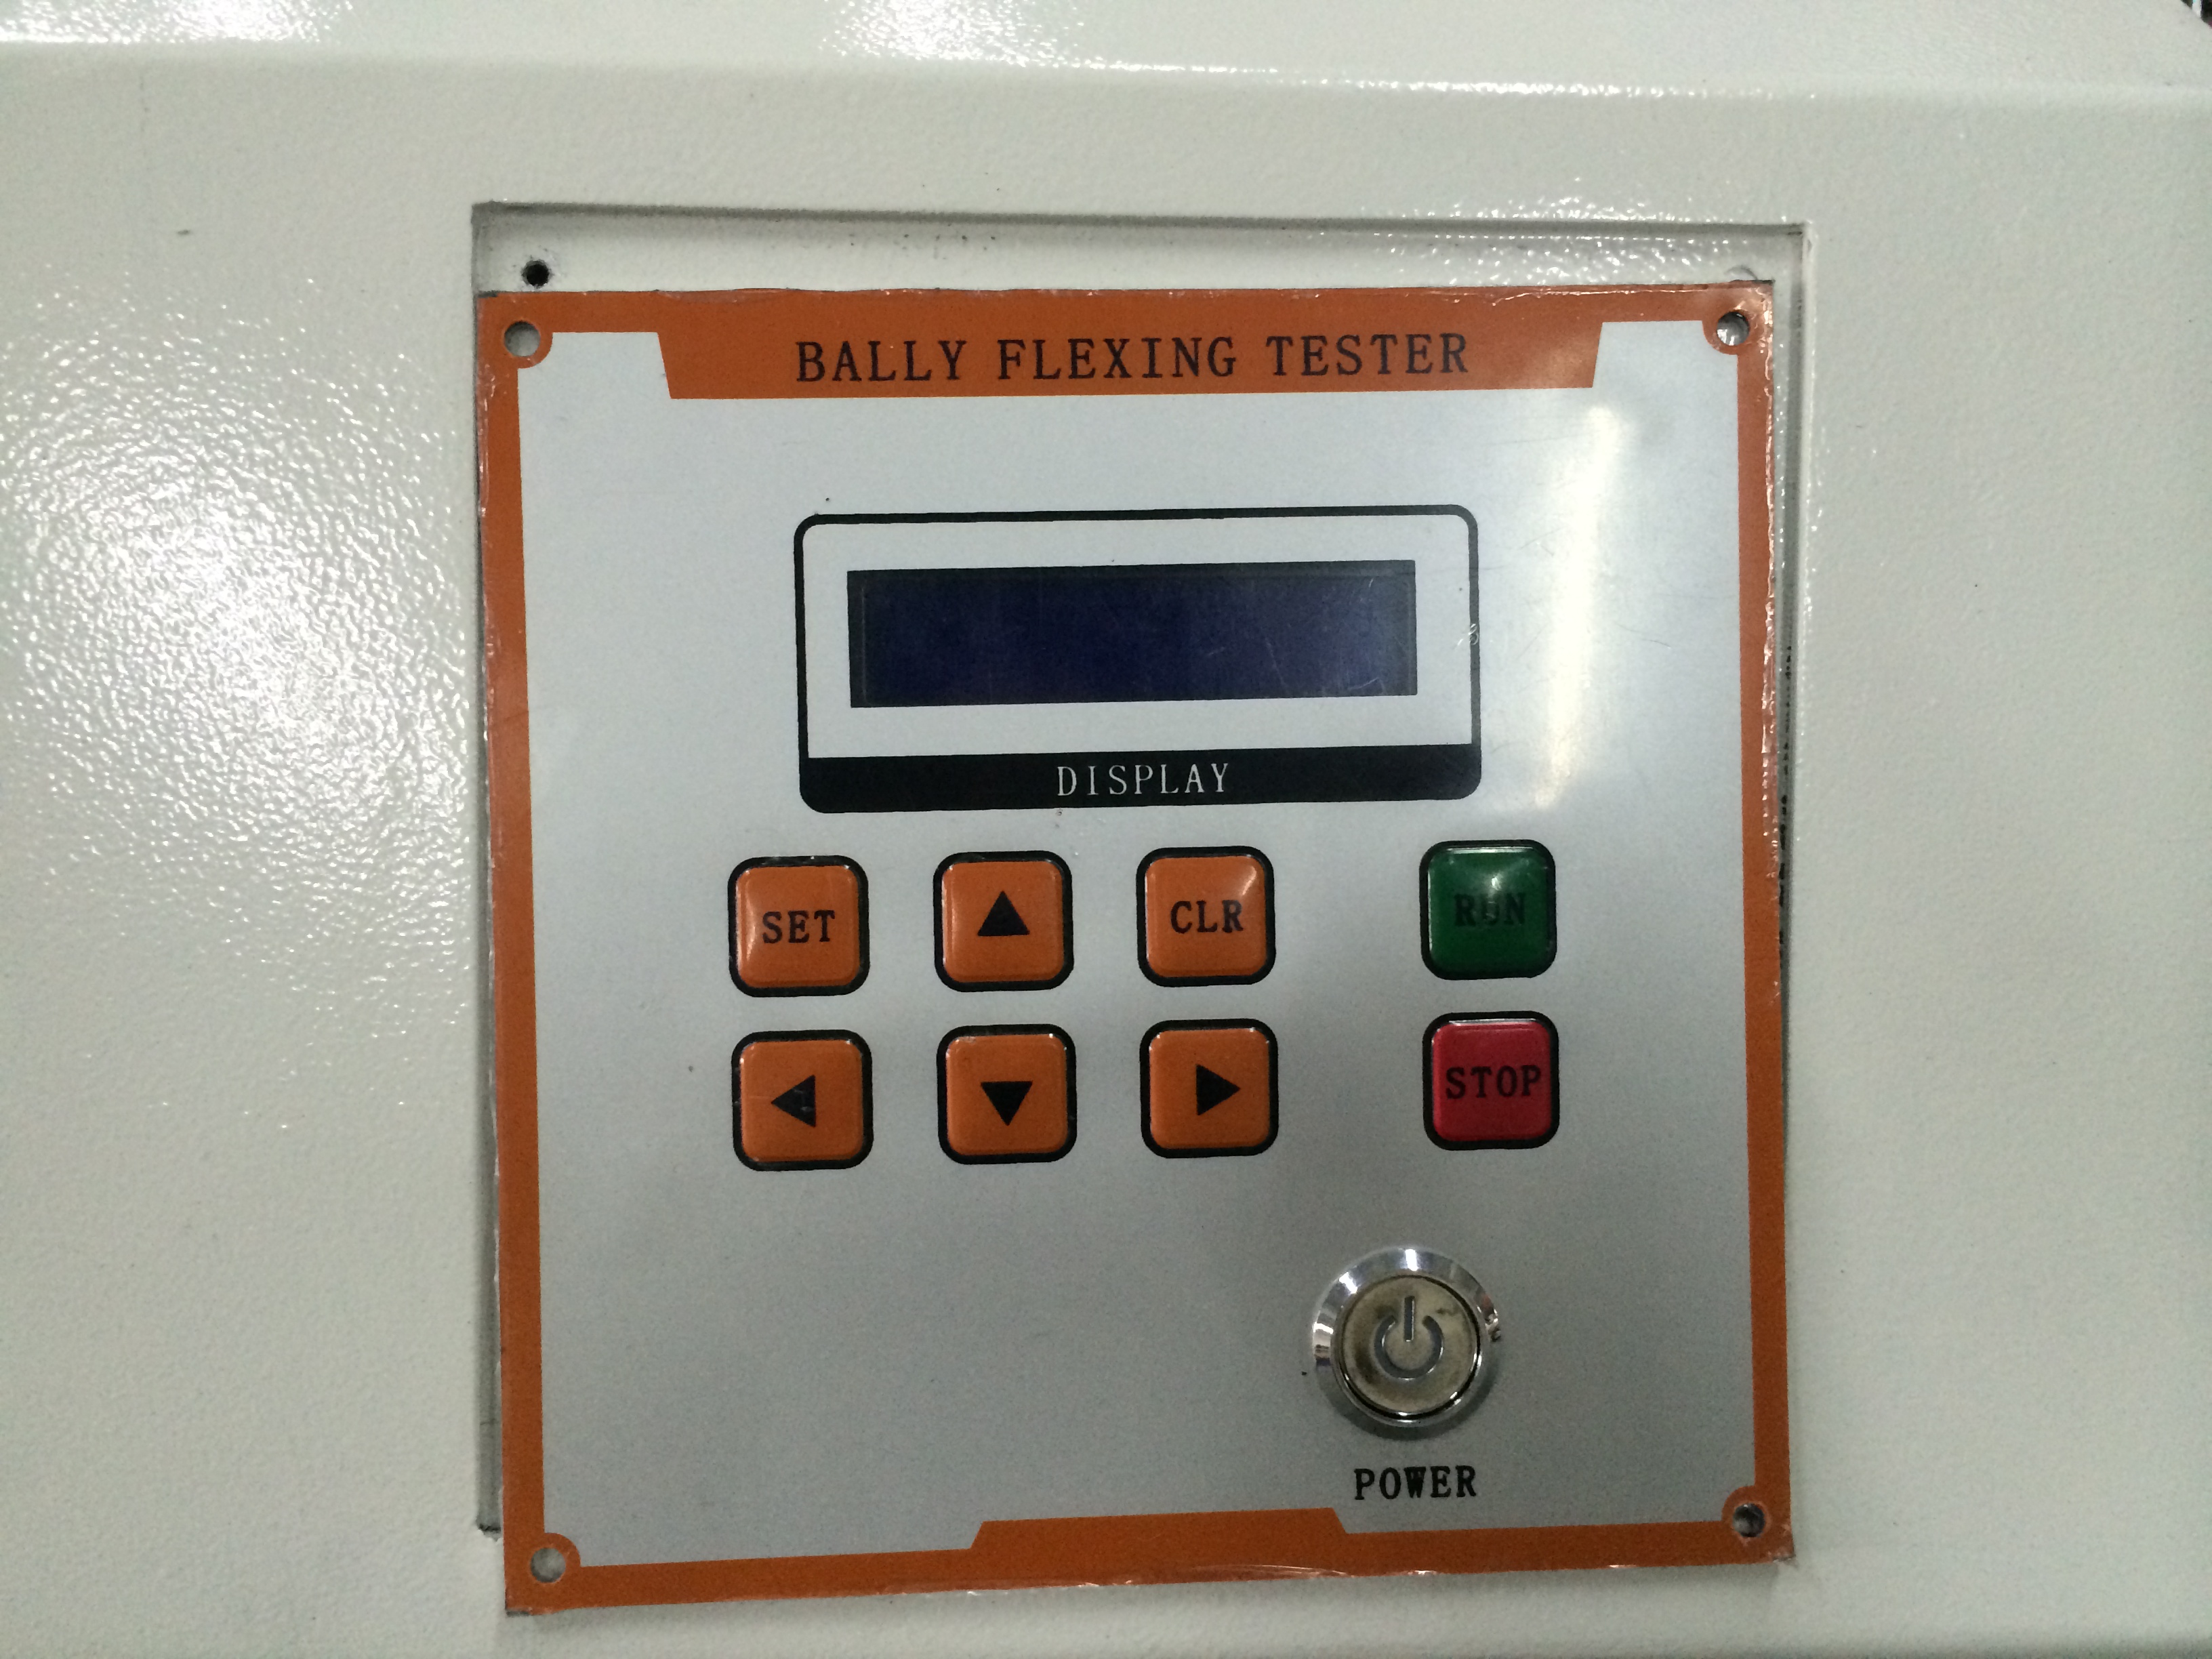 BALLY FLEXING TESTER
DISPLAY
SET
CLR
RUN
STOP
POWER